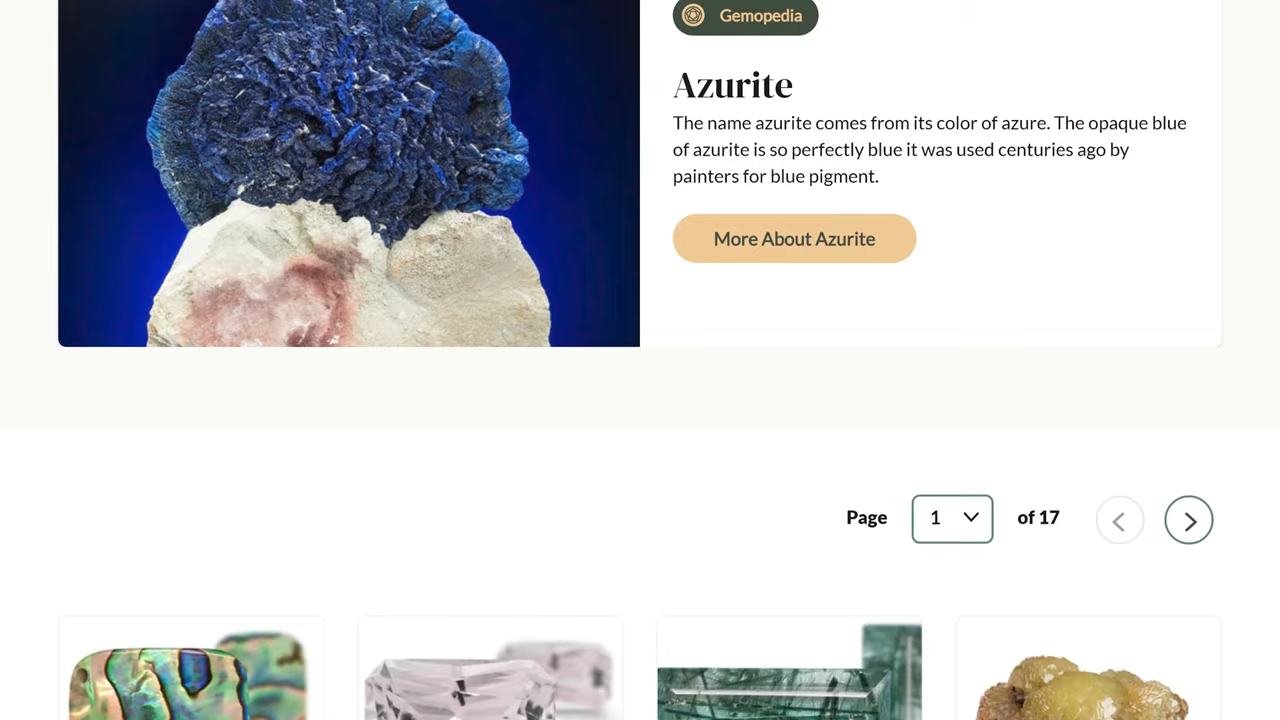 Gemopedia
Azurite
The name azurite comes from its color of azure. The opaque blue
of azurite is so perfectly blue it was used centuries ago by
painters for blue pigment.
More About Azurite
Page 1 of 17